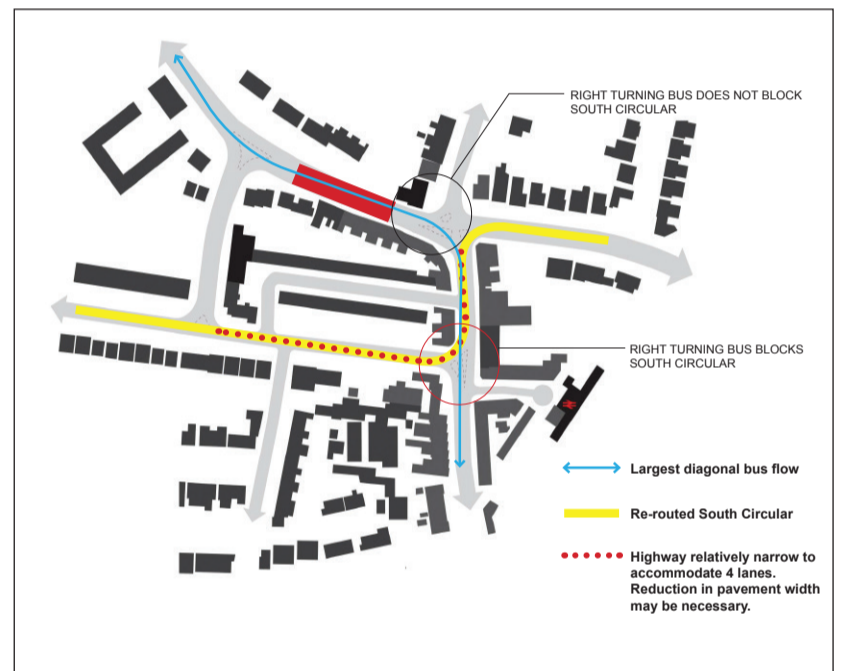 RIGHT TURNING BUS DOES NOT BLOCK
SOUTH CIRCULAR
RIGHT TURNING BUS BLOCKS
SOUTH CIRCULAR
Largest diagonal bus flow
Re-routed South Circular
Highway relatively narrow to
accommodate 4 lanes.
Reduction in pavement width
may be necessary.